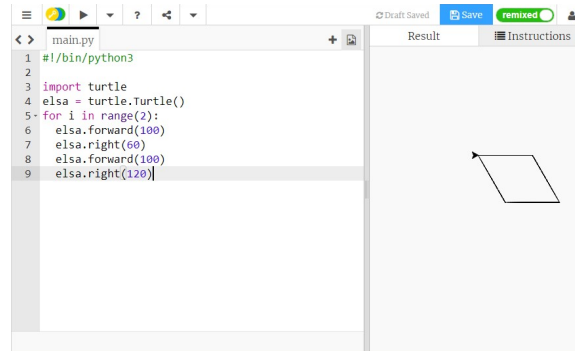 ?
Draft Saved
Save
remixed
main.py
Result
Instructions
1 #!/bin/python3
2
3 import turtle
4 elsa = turtle.Turtle()
5 for i in range(2):
6 elsa.forward(100)
7 elsa.right(60)
8 elsa.forward(100)
9 elsa.right(120)